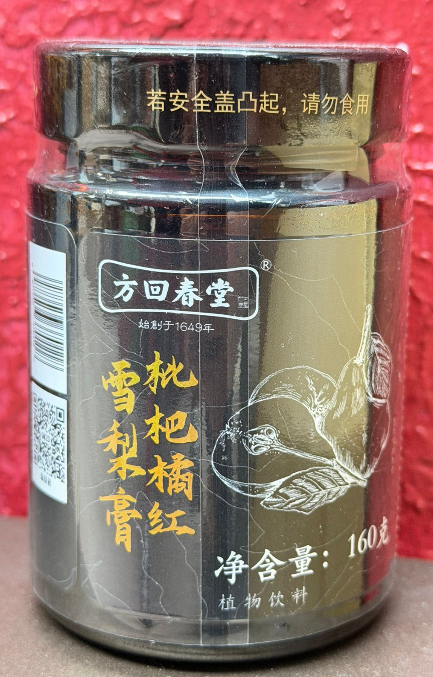 若安全盖凸起，请勿食用
方回春堂®
始創于1649年
枇杷橘红
雪梨膏
净含量：160克
植物饮料